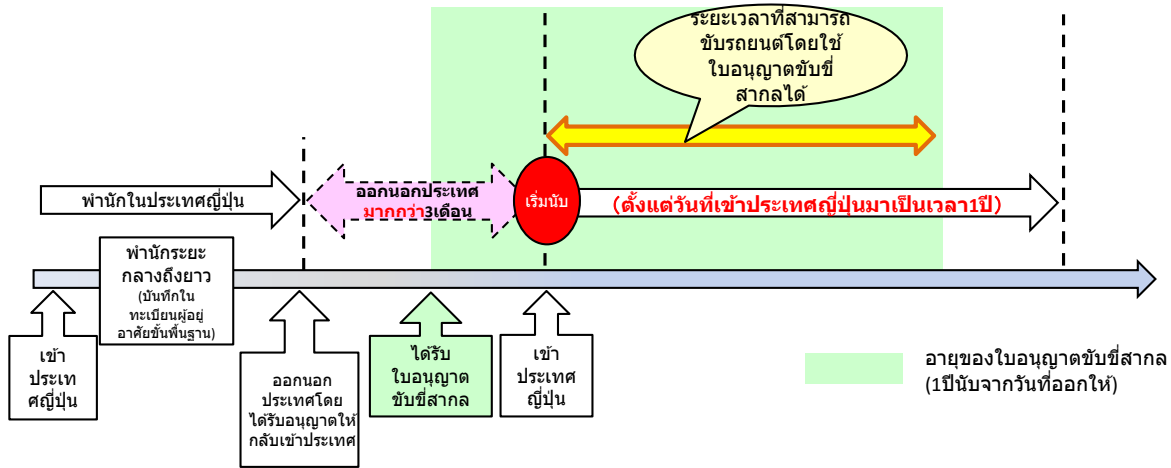 ระยะเวลาที่สามารถ
ขับรถยนต์โดยใช้
ใบอนุญาตขับขี่
สากลได้
พำนักในประเทศญี่ปุ่น
ออกนอกประเทศ
มากกว่า3เดือน
เริ่มนับ
(ตั้งแต่วันที่เข้าประเทศญี่ปุ่นมาเป็นเวลา1ปี)
พำนักระยะ
กลางถึงยาว
(บันทึกใน
ทะเบียนผู้อยู่
อาศัยขั้นพื้นฐาน)
เข้า
ประเท
ศญี่ปุ่น
ออกนอก
ประเทศโดย
ได้รับอนุญาตให้
กลับเข้าประเทศ
ได้รับ
ใบอนุญาต
ขับขี่สากล
เข้า
ประเทศ
ญี่ปุ่น
อายุของใบอนุญาตขับขี่สากล
(1ปีนับจากวันที่ออกให้)